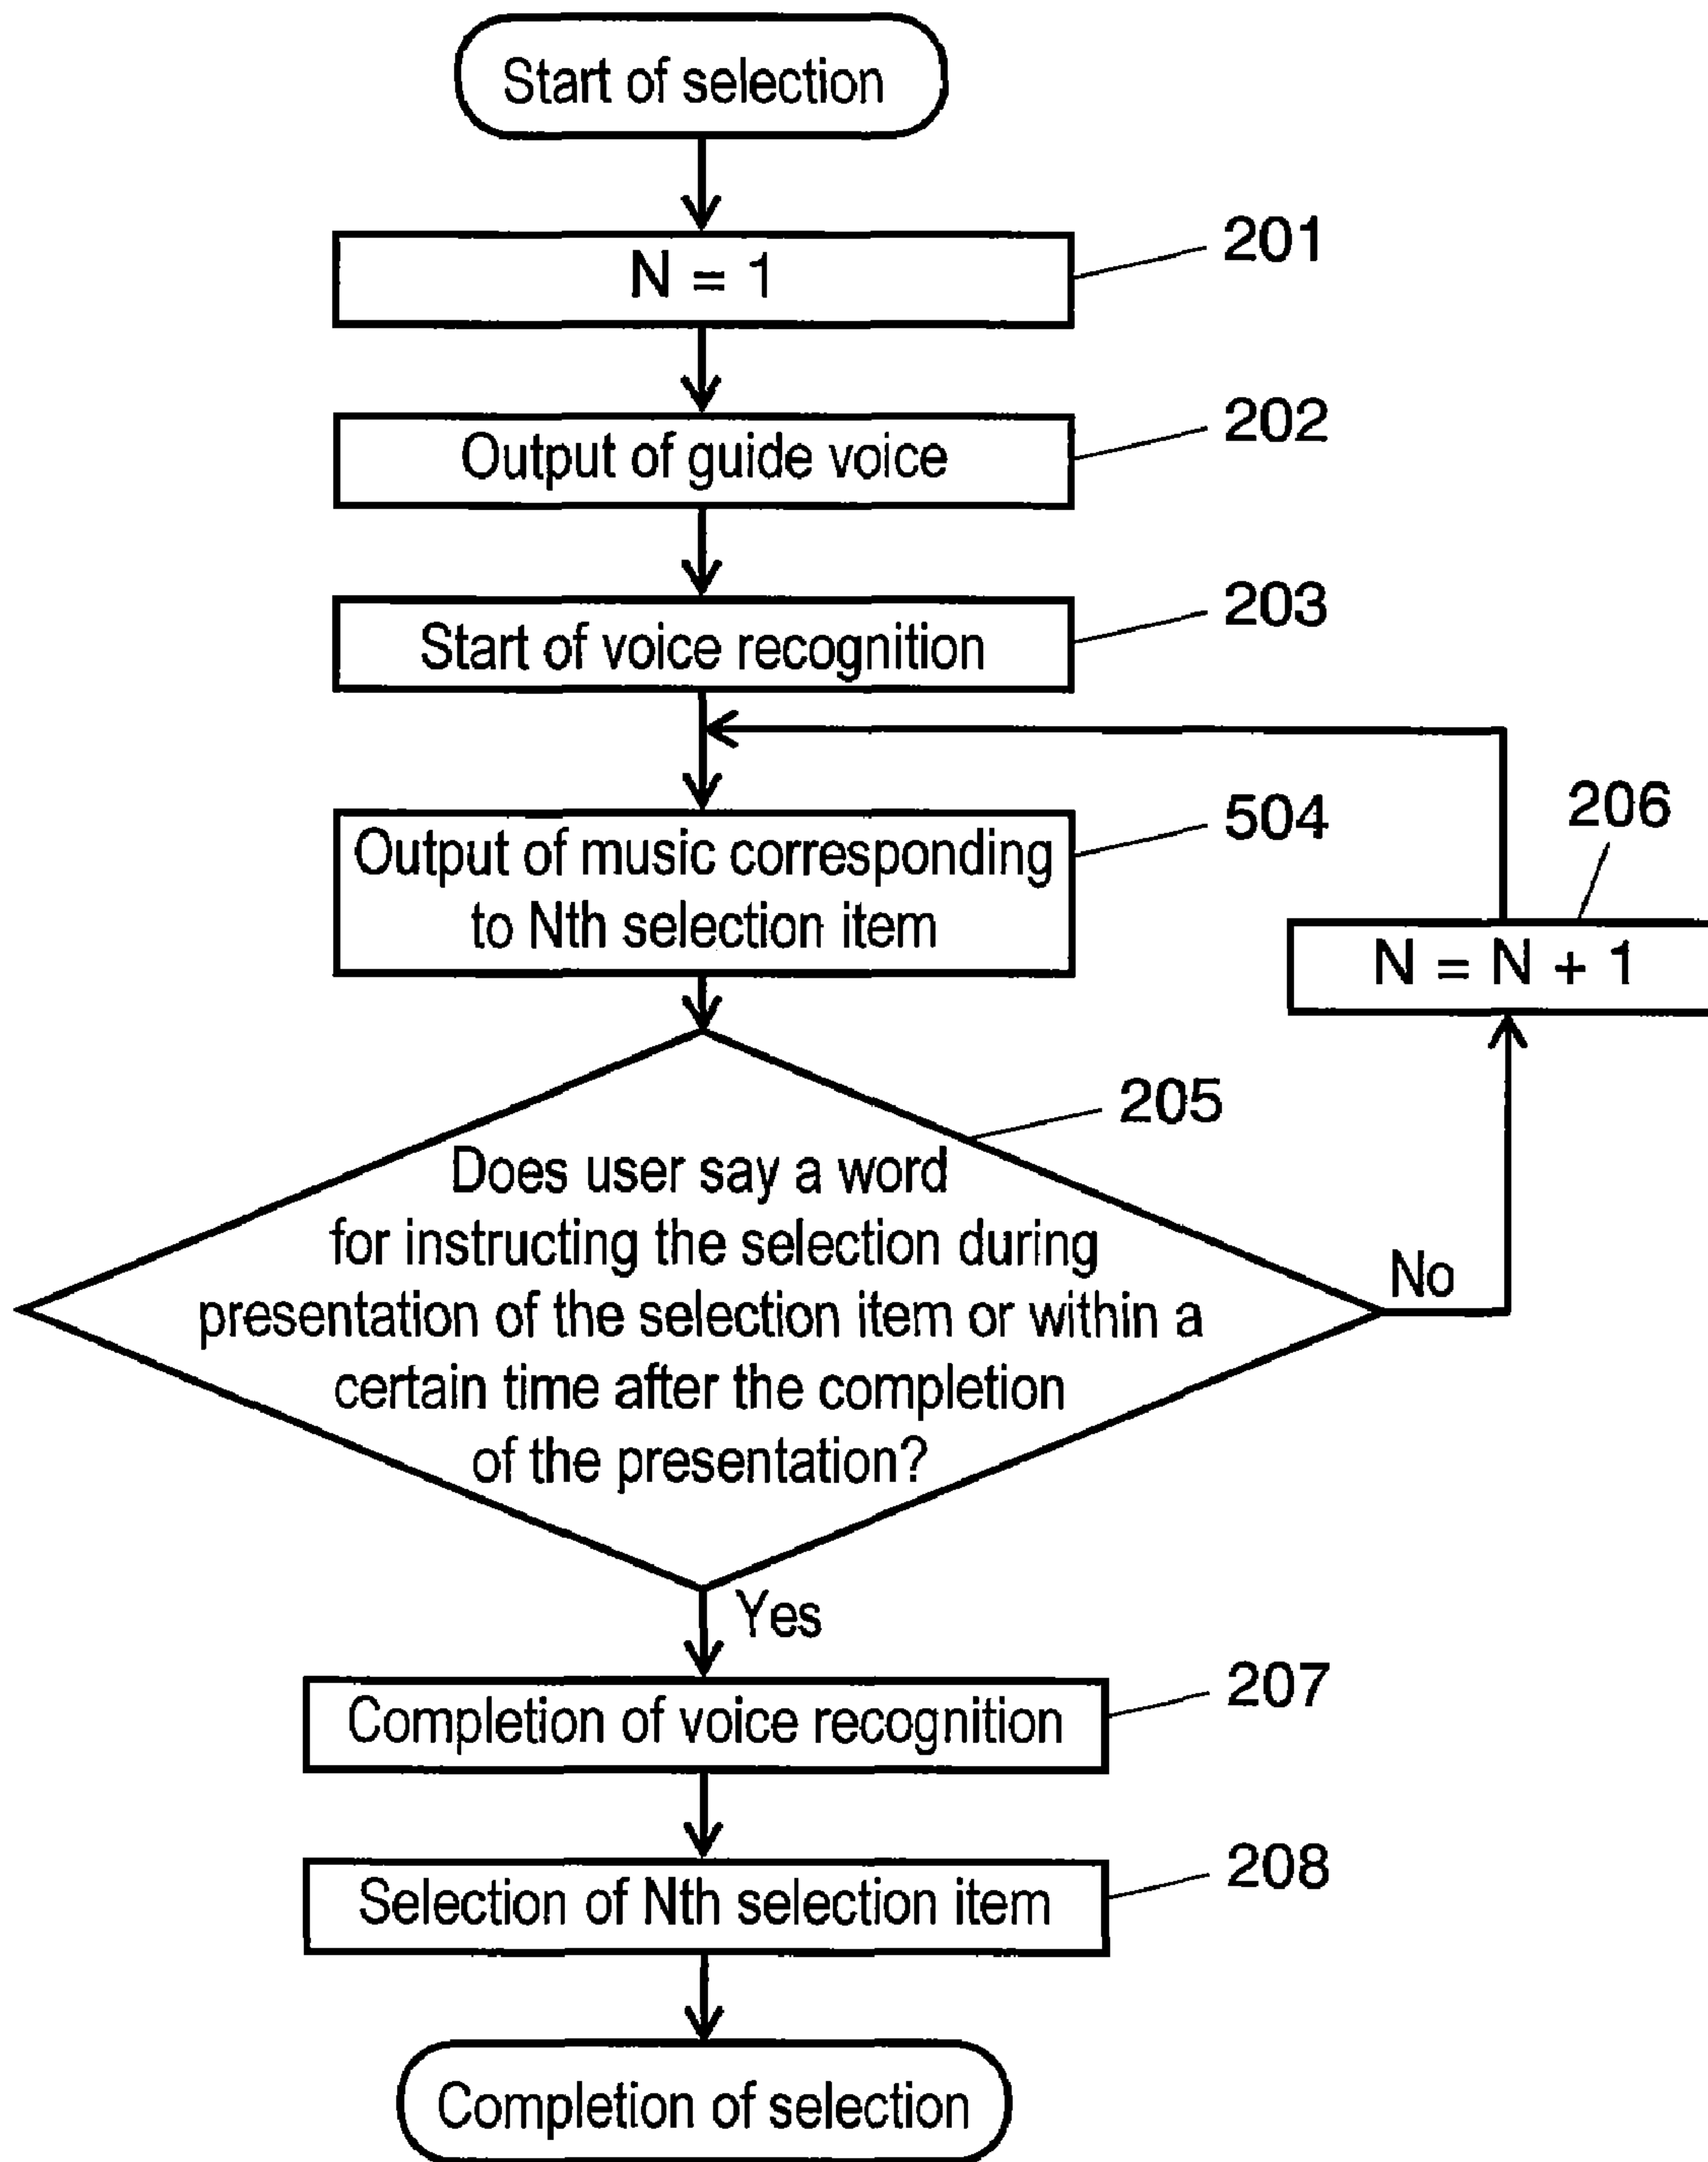 Start of selection
N = 1
201
Output of guide voice
202
Start of voice recognition
203
Output of music corresponding
to Nth selection item
504
206
N = N + 1
205
Does user say a word
for instructing the selection during
presentation of the selection item or within a
certain time after the completion
of the presentation?
No
Yes
Completion of voice recognition
207
Selection of Nth selection item
208
Completion of selection